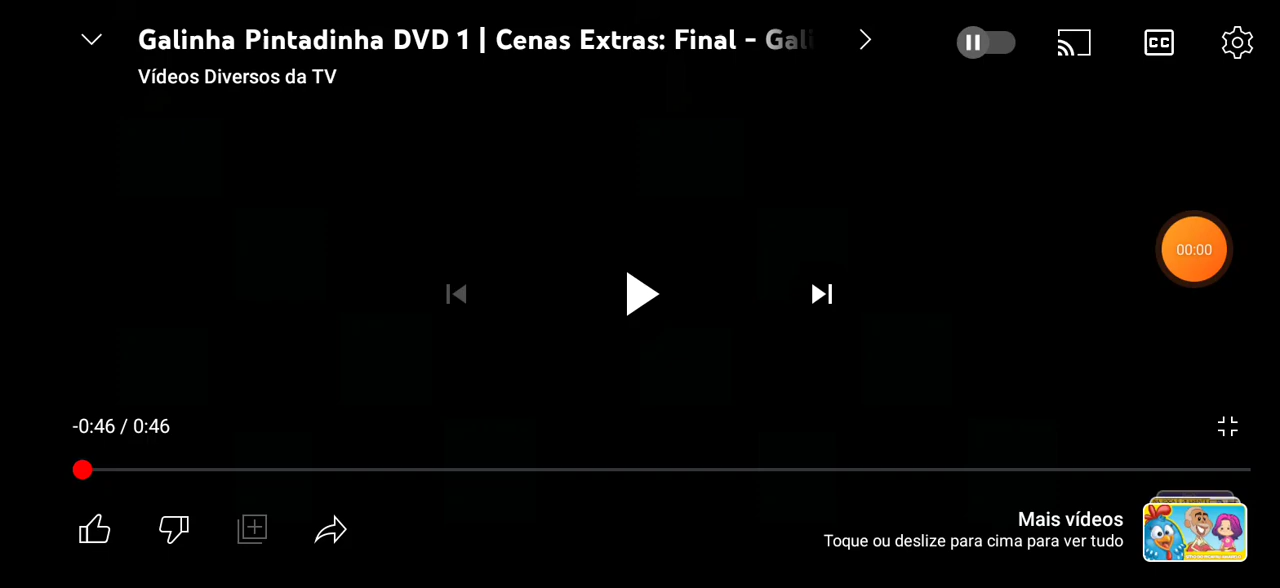 Galinha Pintadinha DVD 1 | Cenas Extras: Final - Gali
Vídeos Diversos da TV
CC
00:00
-0:46 / 0:46
Mais vídeos
Toque ou deslize para cima para ver tudo